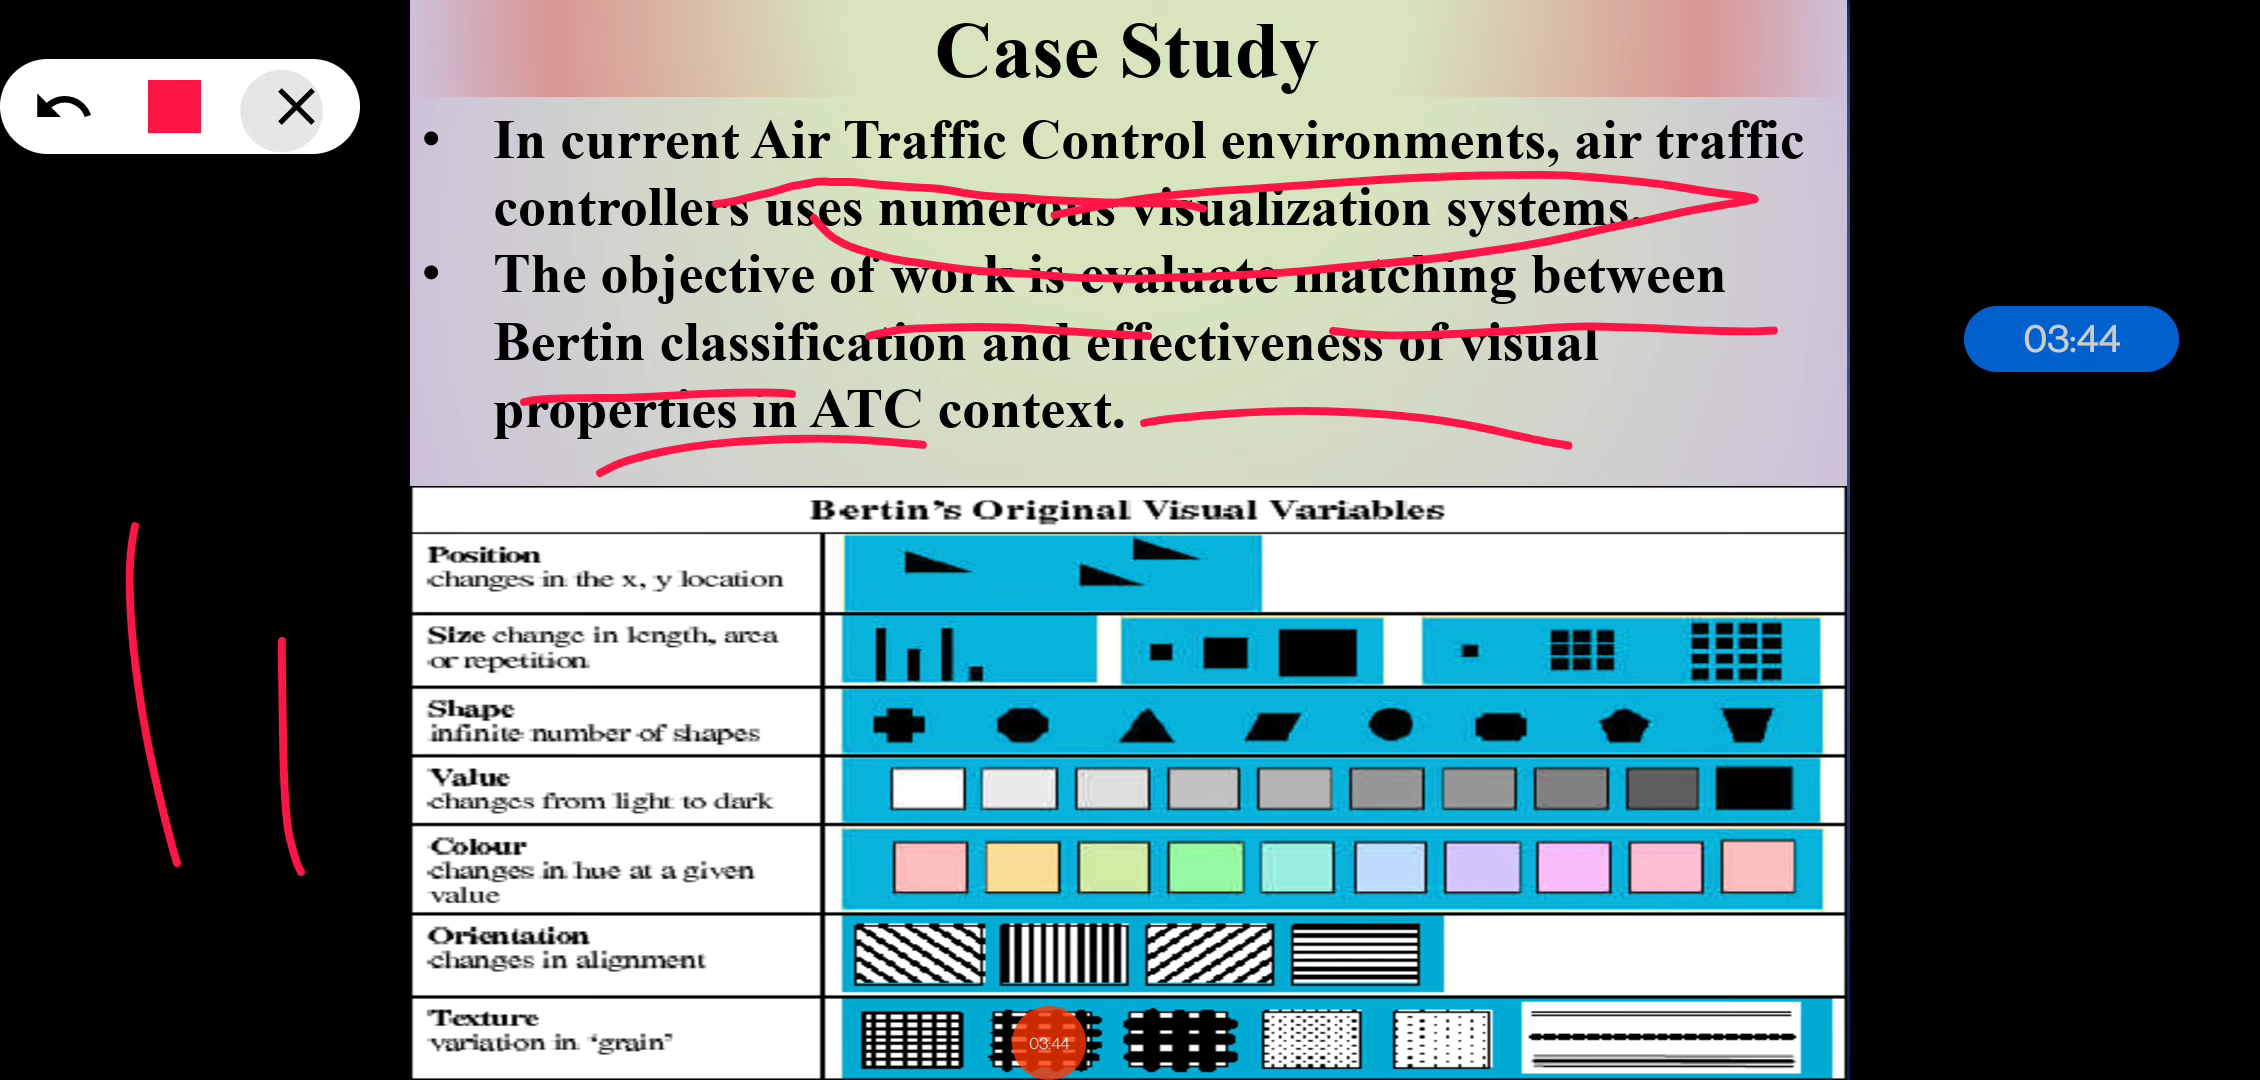 Case Study
• In current Air Traffic Control environments, air traffic
controllers uses numerous visualization systems.
• The objective of work is evaluate matching between
Bertin classification and effectiveness of visual
properties in ATC context.
03:44
Bertin's Original Visual Variables
Position
changes in the x, y location
Size change in length, area
or repetition
Shape
infinite number of shapes
Value
changes from light to dark
Colour
changes in hue at a given
value
Orientation
changes in alignment
Texture
variation in 'grain'
03:44